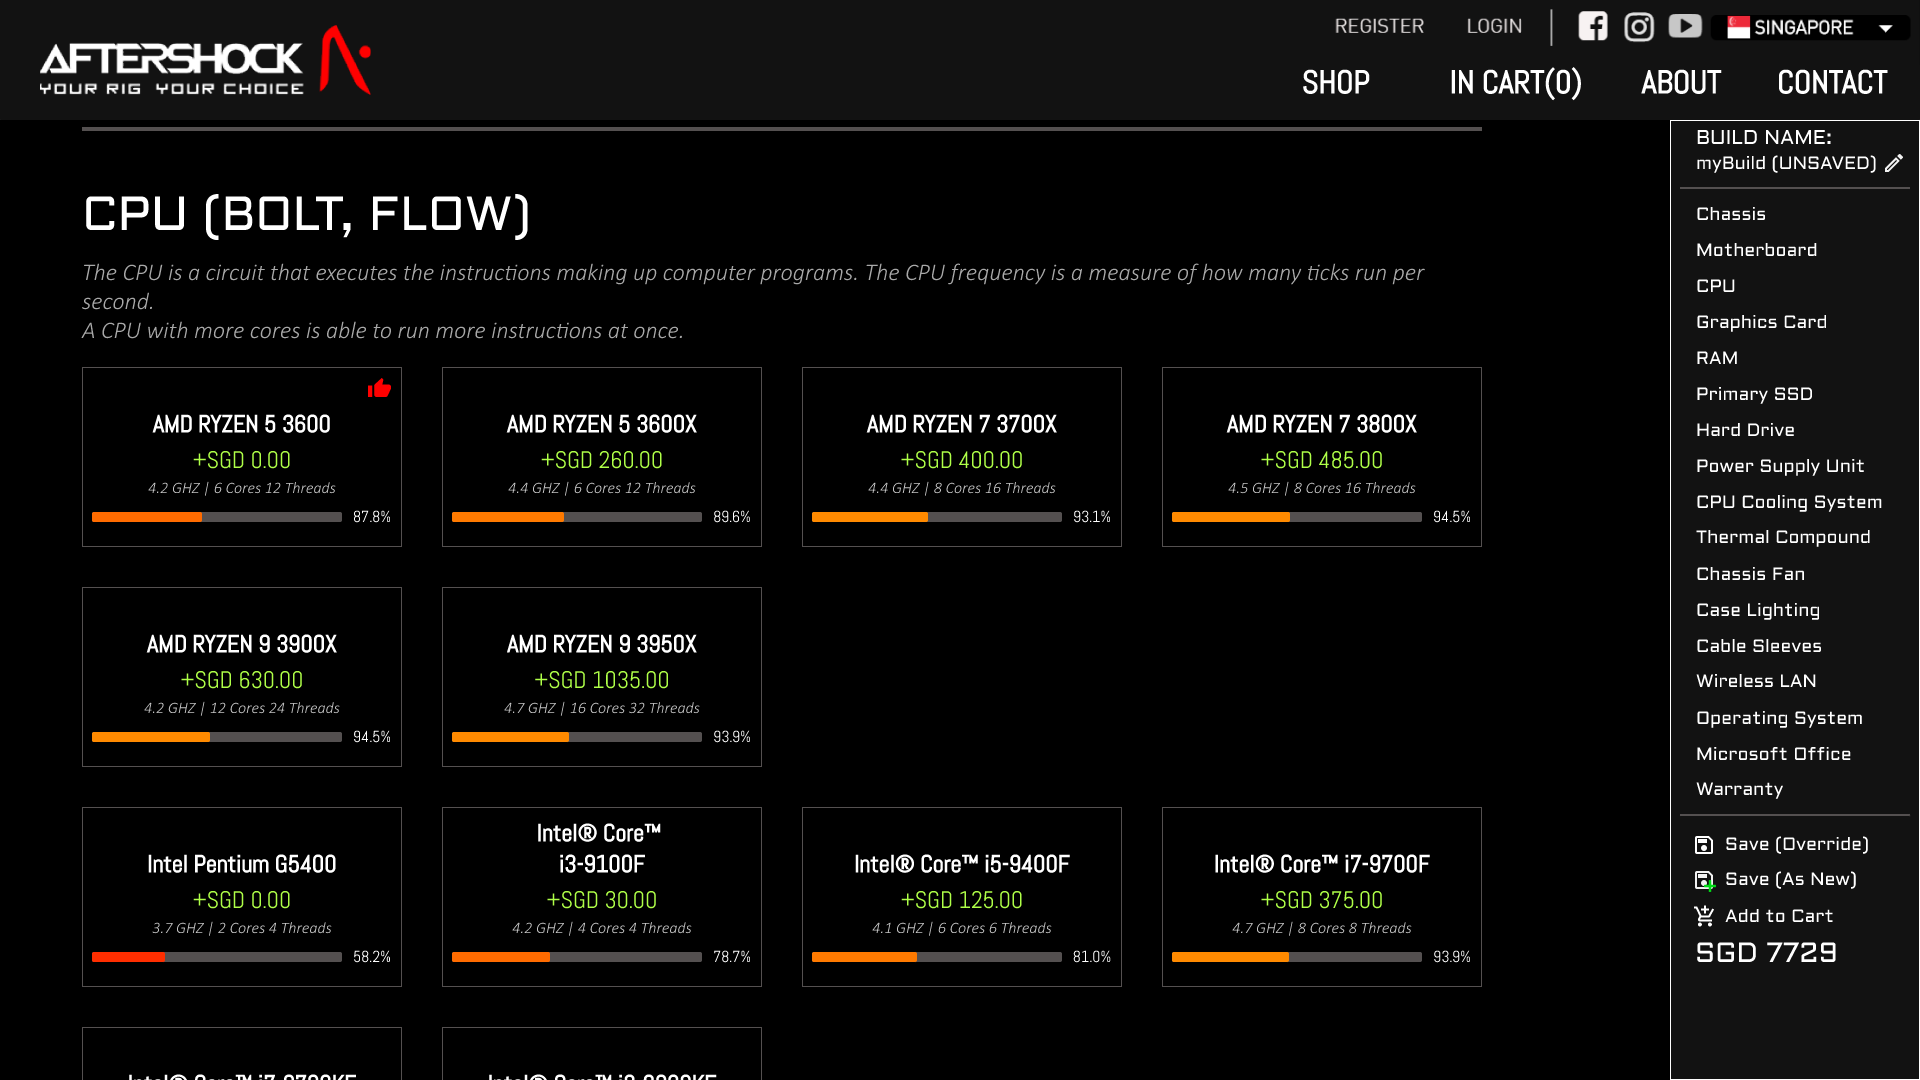 REGISTER LOGIN SINGAPORE
AFTERSHOCK
YOUR RIG YOUR CHOICE
SHOP IN CART(0) ABOUT CONTACT
CPU (BOLT, FLOW)
The CPU is a circuit that executes the instructions making up computer programs. The CPU frequency is a measure of how many ticks run per
second.
A CPU with more cores is able to run more instructions at once.
AMD RYZEN 5 3600
+SGD 0.00
4.2 GHZ | 6 Cores 12 Threads
87.8%
AMD RYZEN 5 3600X
+SGD 260.00
4.4 GHZ | 6 Cores 12 Threads
89.6%
AMD RYZEN 7 3700X
+SGD 400.00
4.4 GHZ | 8 Cores 16 Threads
93.1%
AMD RYZEN 7 3800X
+SGD 485.00
4.5 GHZ | 8 Cores 16 Threads
94.5%
AMD RYZEN 9 3900X
+SGD 630.00
4.2 GHZ | 12 Cores 24 Threads
94.5%
AMD RYZEN 9 3950X
+SGD 1035.00
4.7 GHZ | 16 Cores 32 Threads
93.9%
Intel Pentium G5400
+SGD 0.00
3.7 GHZ | 2 Cores 4 Threads
58.2%
Intel® Core™
i3-9100F
+SGD 30.00
4.2 GHZ | 4 Cores 4 Threads
78.7%
Intel® Core™ i5-9400F
+SGD 125.00
4.1 GHZ | 6 Cores 6 Threads
81.0%
Intel® Core™ i7-9700F
+SGD 375.00
4.7 GHZ | 8 Cores 8 Threads
93.9%
Intel® Core™
Intel® Core™
BUILD NAME:
myBuild (UNSAVED)
Chassis
Motherboard
CPU
Graphics Card
RAM
Primary SSD
Hard Drive
Power Supply Unit
CPU Cooling System
Thermal Compound
Chassis Fan
Case Lighting
Cable Sleeves
Wireless LAN
Operating System
Microsoft Office
Warranty
Save (Override)
Save (As New)
Add to Cart
SGD 7729